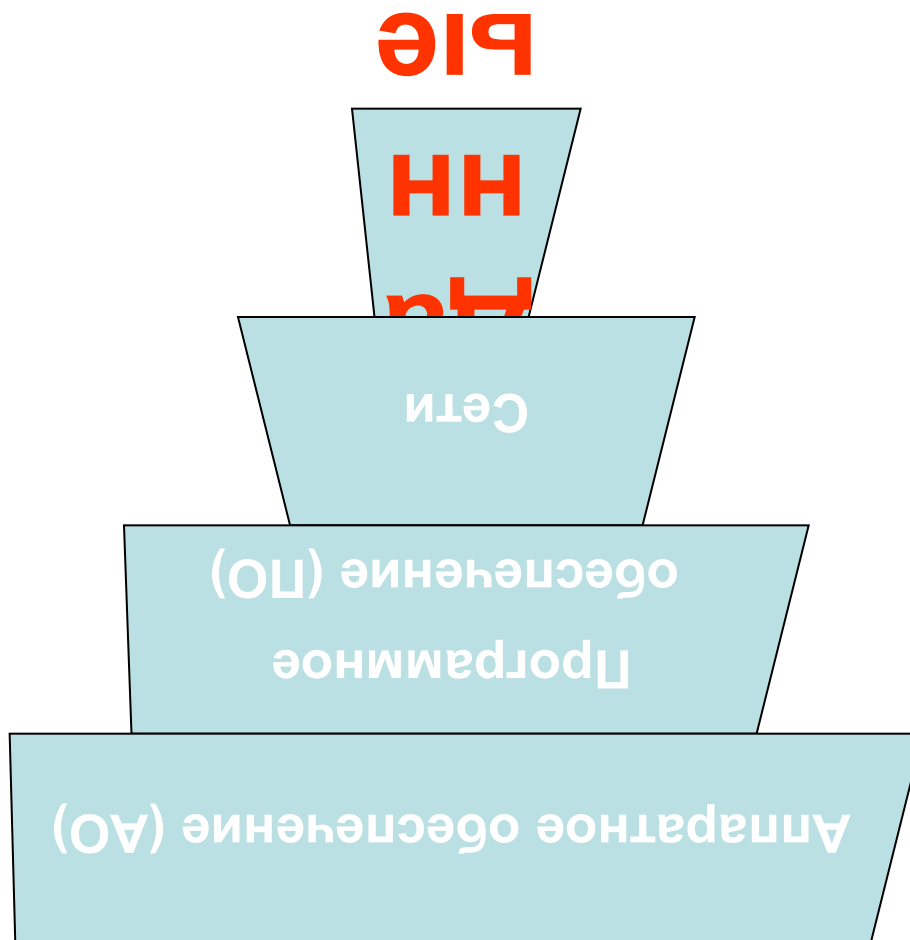 Аппаратное обеспечение (АО)
Программное
обеспечение (ПО)
Сети
Да
нн
ые